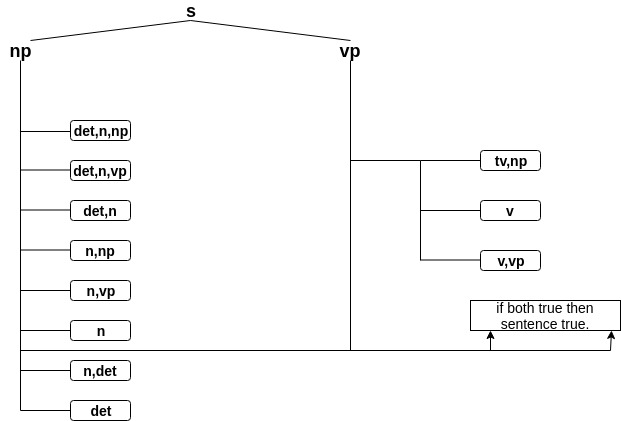 s
np
vp
det,n,np
det,n,vp
det,n
n,np
n,vp
n
n,det
det
tv,np
v
v,vp
if both true then
sentence true.